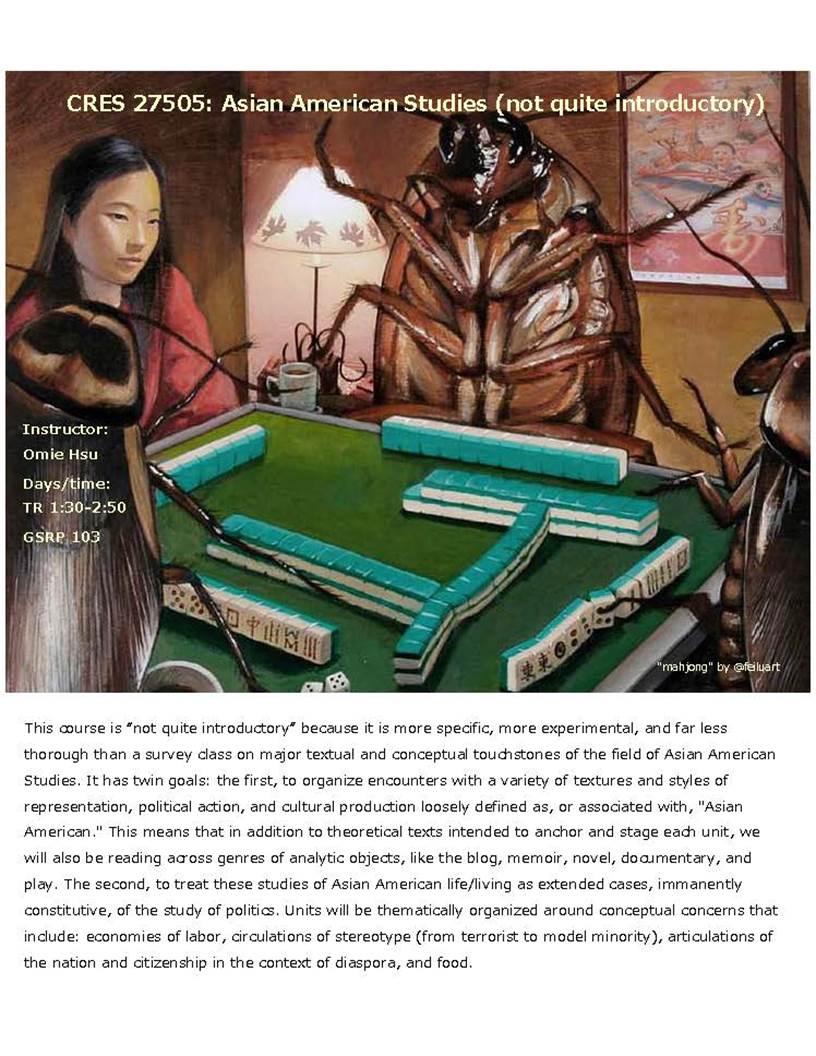 CRES 27505: Asian American Studies (not quite introductory)
壽
Instructor:
Omie Hsu
Days/time:
TR 1:30-2:50
GSRP 103
中
東東
"mahjong" by @feiluart
This course is "not quite introductory" because it is more specific, more experimental, and far less
thorough than a survey class on major textual and conceptual touchstones of the field of Asian American
Studies. It has twin goals: the first, to organize encounters with a variety of textures and styles of
representation, political action, and cultural production loosely defined as, or associated with, "Asian
American." This means that in addition to theoretical texts intended to anchor and stage each unit, we
will also be reading across genres of analytic objects, like the blog, memoir, novel, documentary, and
play. The second, to treat these studies of Asian American life/living as extended cases, immanently
constitutive, of the study of politics. Units will be thematically organized around conceptual concerns that
include: economies of labor, circulations of stereotype (from terrorist to model minority), articulations of
the nation and citizenship in the context of diaspora, and food.